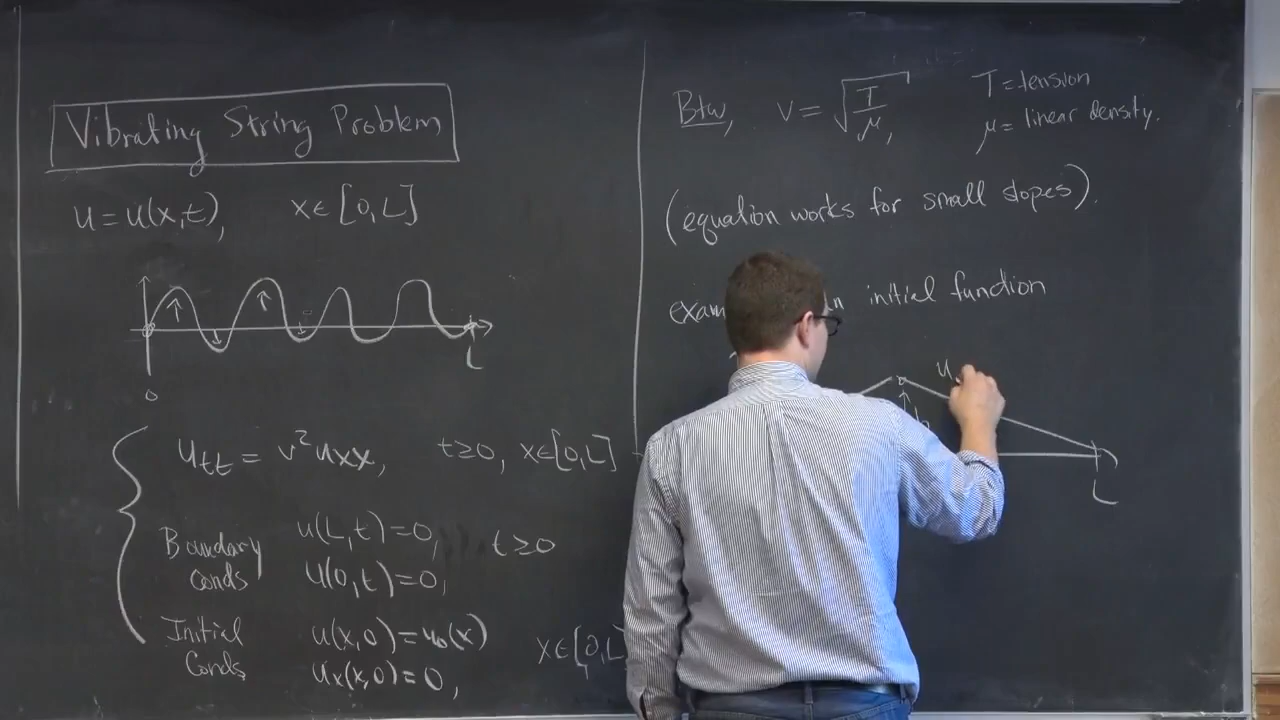 Vibrating String Problem
u = u(x,t), x∈[0,L]
0
L
u_tt = v²u_xx, t≥0, x∈[0,L]
Boundary conds
u(L,t)=0,
u(0,t)=0,
t≥0
Initial Conds
u(x,0)=u₀(x)
u_x(x,0)=0,
x∈[0,L]
Btw, v = √(T/μ), T=tension
μ= linear density.
(equation works for small slopes).
initial function
u
h
L